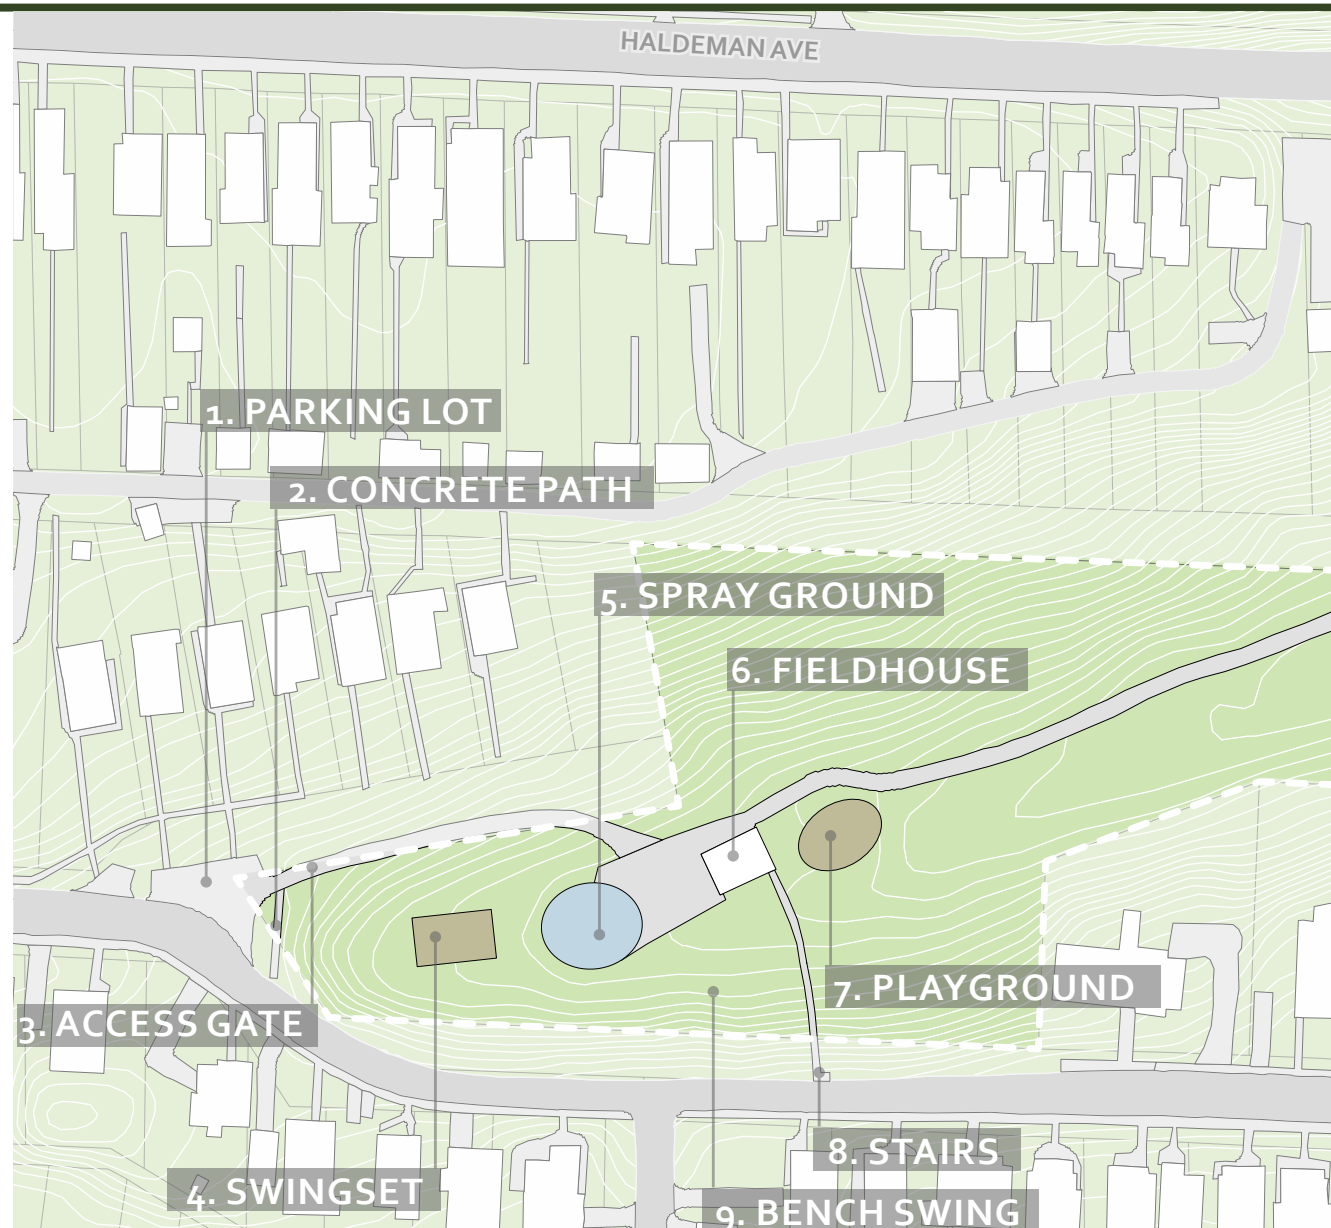 HALDEMAN AVE
1. PARKING LOT
2. CONCRETE PATH
5. SPRAY GROUND
6. FIELDHOUSE
7. PLAYGROUND
3. ACCESS GATE
8. STAIRS
4. SWINGSET
9. BENCH SWING